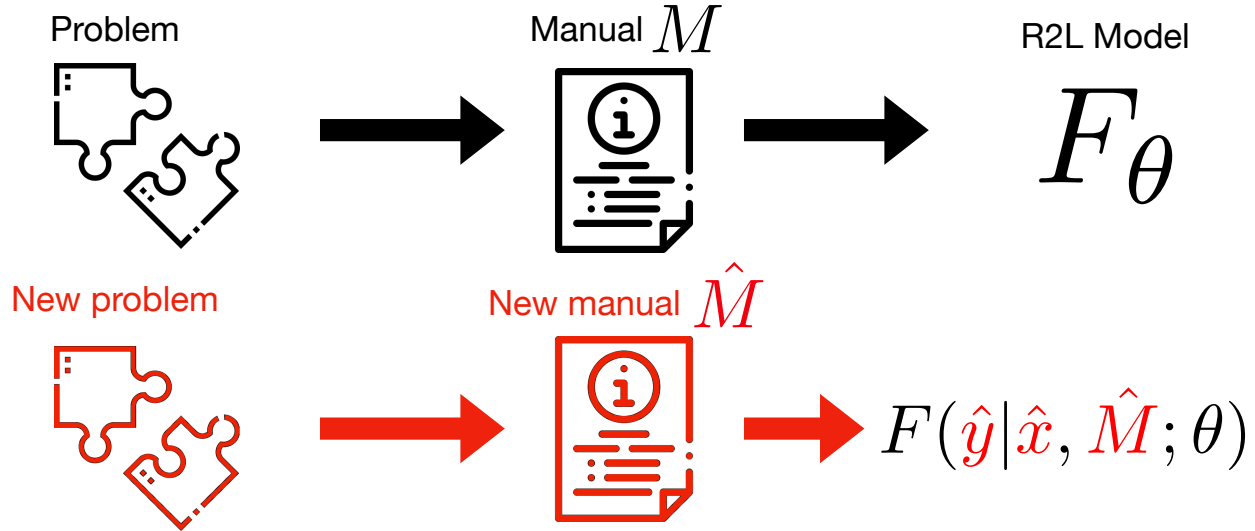 Problem
Manual M
R2L Model
i
F_θ
New problem
New manual M̂
i
F(ŷ|x̂, M̂; θ)